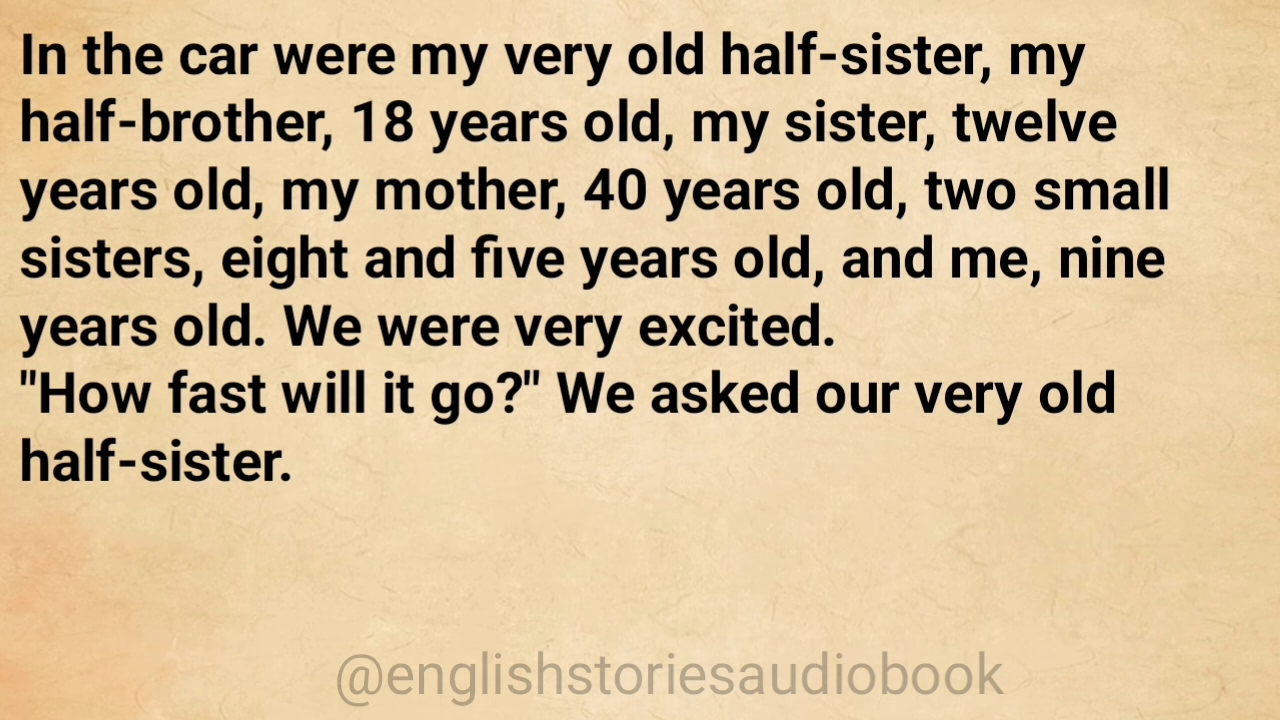 In the car were my very old half-sister, my
half-brother, 18 years old, my sister, twelve
years old, my mother, 40 years old, two small
sisters, eight and five years old, and me, nine
years old. We were very excited.
"How fast will it go?" We asked our very old
half-sister.
@englishstoriesaudiobook